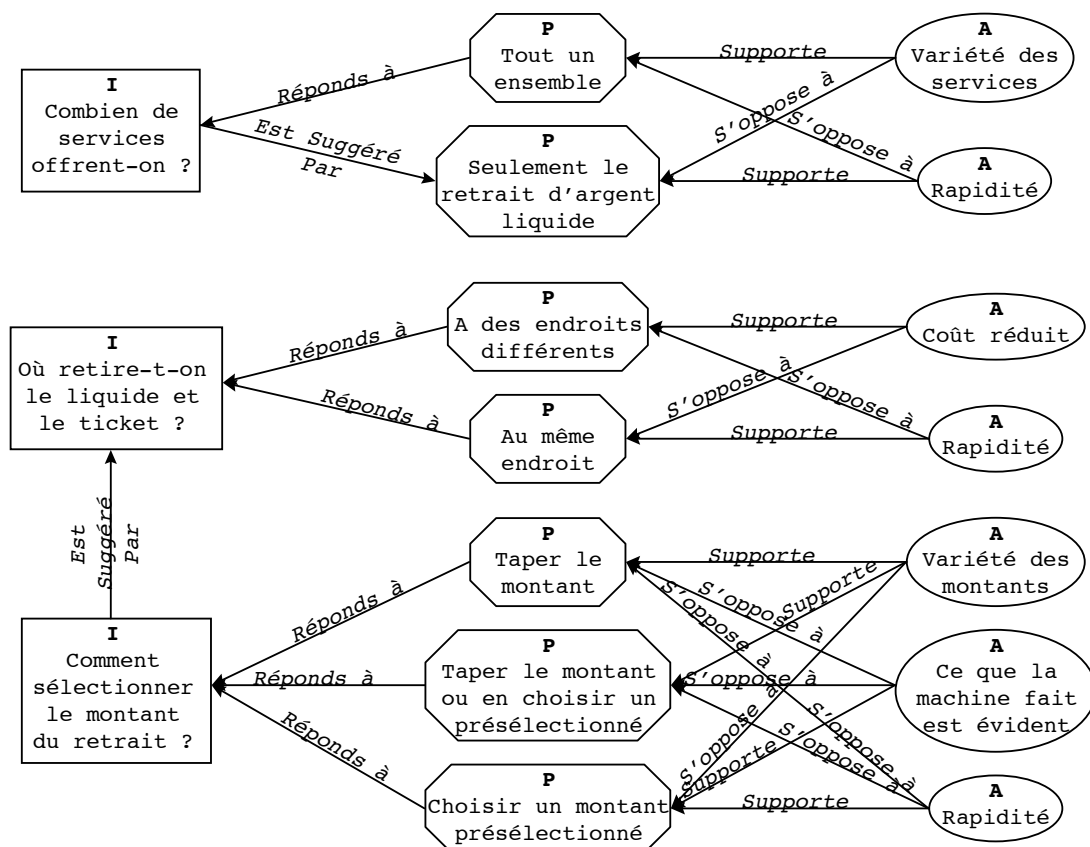 I
Combien de
services
offrent-on ?
Réponds à
Est Suggéré
Par
P
Tout un
ensemble
P
Seulement le
retrait d'argent
liquide
Supporte
S'oppose à
S'oppose à
Supporte
A
Variété des
services
A
Rapidité
I
Où retire-t-on
le liquide et
le ticket ?
Réponds à
Réponds à
P
A des endroits
différents
P
Au même
endroit
Supporte
S'oppose à
S'oppose à
Supporte
A
Coût réduit
A
Rapidité
Est
Suggéré
Par
I
Comment
sélectionner
le montant
du retrait ?
Réponds à
Réponds à
Réponds à
P
Taper le
montant
P
Taper le montant
ou en choisir un
présélectionné
P
Choisir un montant
présélectionné
Supporte
Supporte
S'oppose à
S'oppose à
S'oppose à
S'oppose à
S'oppose à
S'oppose à
Supporte
Supporte
A
Variété des
montants
A
Ce que la
machine fait
est évident
A
Rapidité